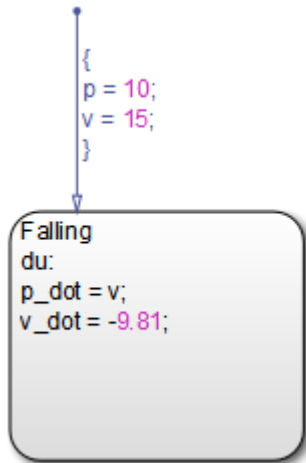 {
p = 10;
v = 15;
}
Falling
du:
p_dot = v;
v_dot = -9.81;